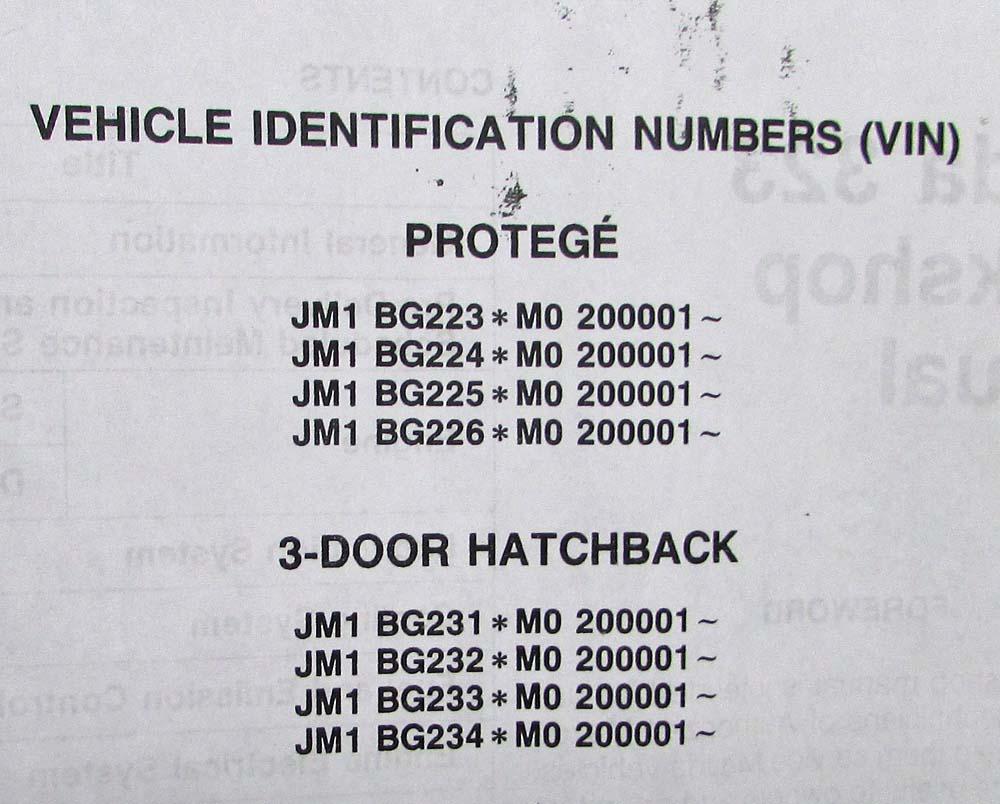 VEHICLE IDENTIFICATION NUMBERS (VIN)
PROTEGÉ
JM1 BG223*M0 200001~
JM1 BG224*M0 200001~
JM1 BG225*M0 200001~
JM1 BG226*M0 200001~
3-DOOR HATCHBACK
JM1 BG231*M0 200001~
JM1 BG232*M0 200001~
JM1 BG233*M0 200001~
JM1 BG234*M0 200001~